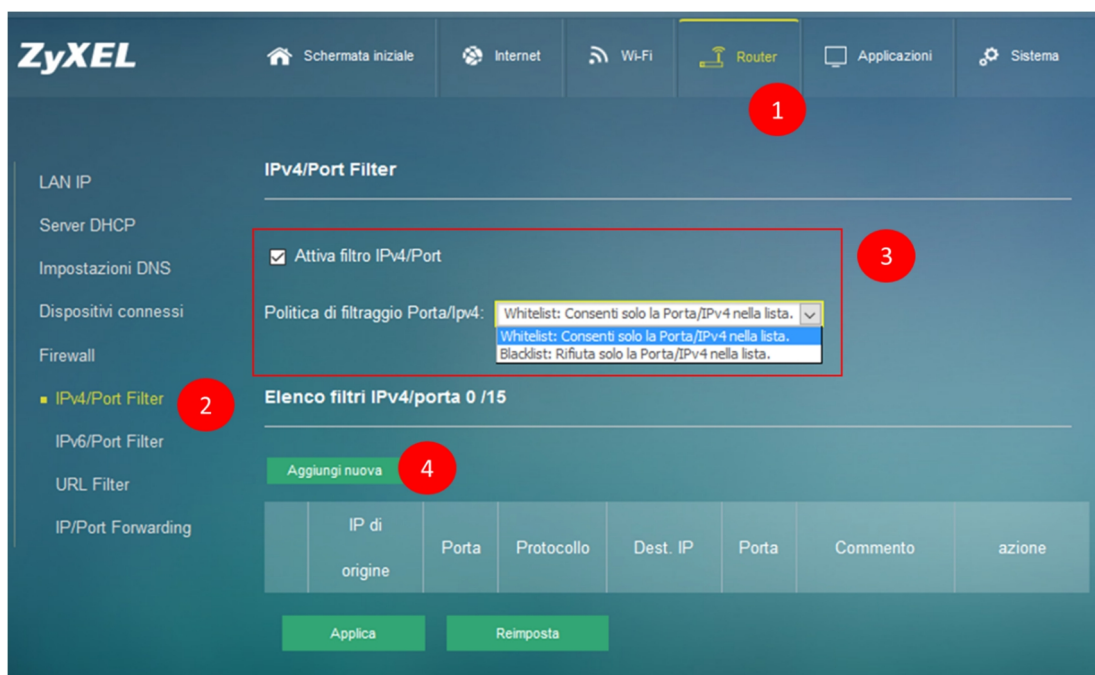 ZyXEL
Schermata iniziale
Internet
Wi-Fi
Router
Applicazioni
Sistema
1
LAN IP
Server DHCP
Impostazioni DNS
Dispositivi connessi
Firewall
IPv4/Port Filter
2
IPv6/Port Filter
URL Filter
IP/Port Forwarding
IPv4/Port Filter
3
Attiva filtro IPv4/Port
Politica di filtraggio Porta/Ipv4:
Whitelist: Consenti solo la Porta/IPv4 nella lista.
Whitelist: Consenti solo la Porta/IPv4 nella lista.
Blacklist: Rifiuta solo la Porta/IPv4 nella lista.
Elenco filtri IPv4/porta 0 /15
Aggiungi nuova
4
IP di
origine
Porta
Protocollo
Dest. IP
Porta
Commento
azione
Applica
Reimposta